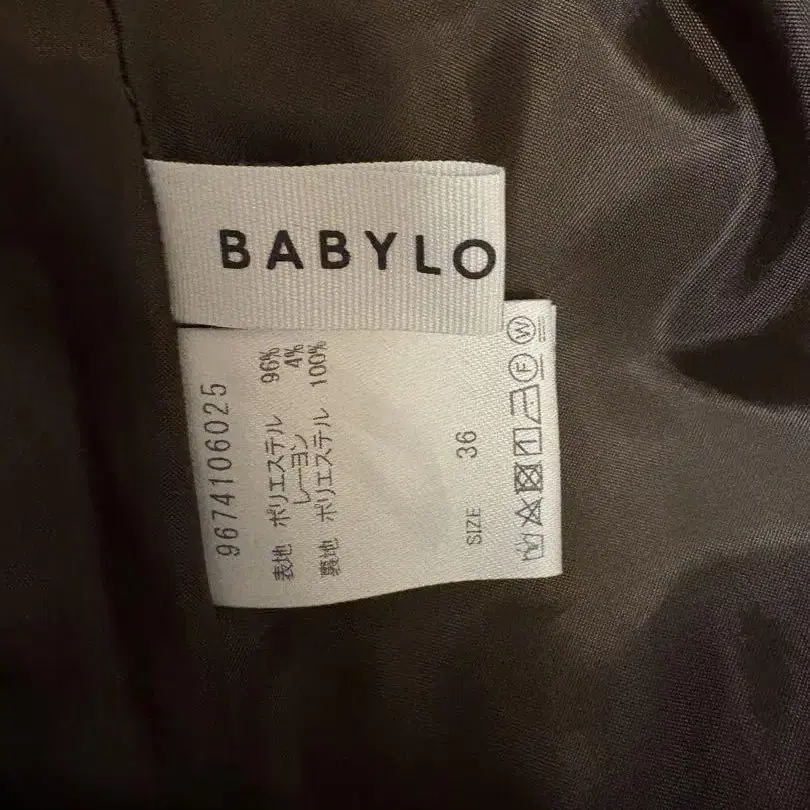 BABYLO
9674106025
表地 ポリエステル 96%
レーヨン 4%
裏地 ポリエステル 100%
SIZE 36
F W